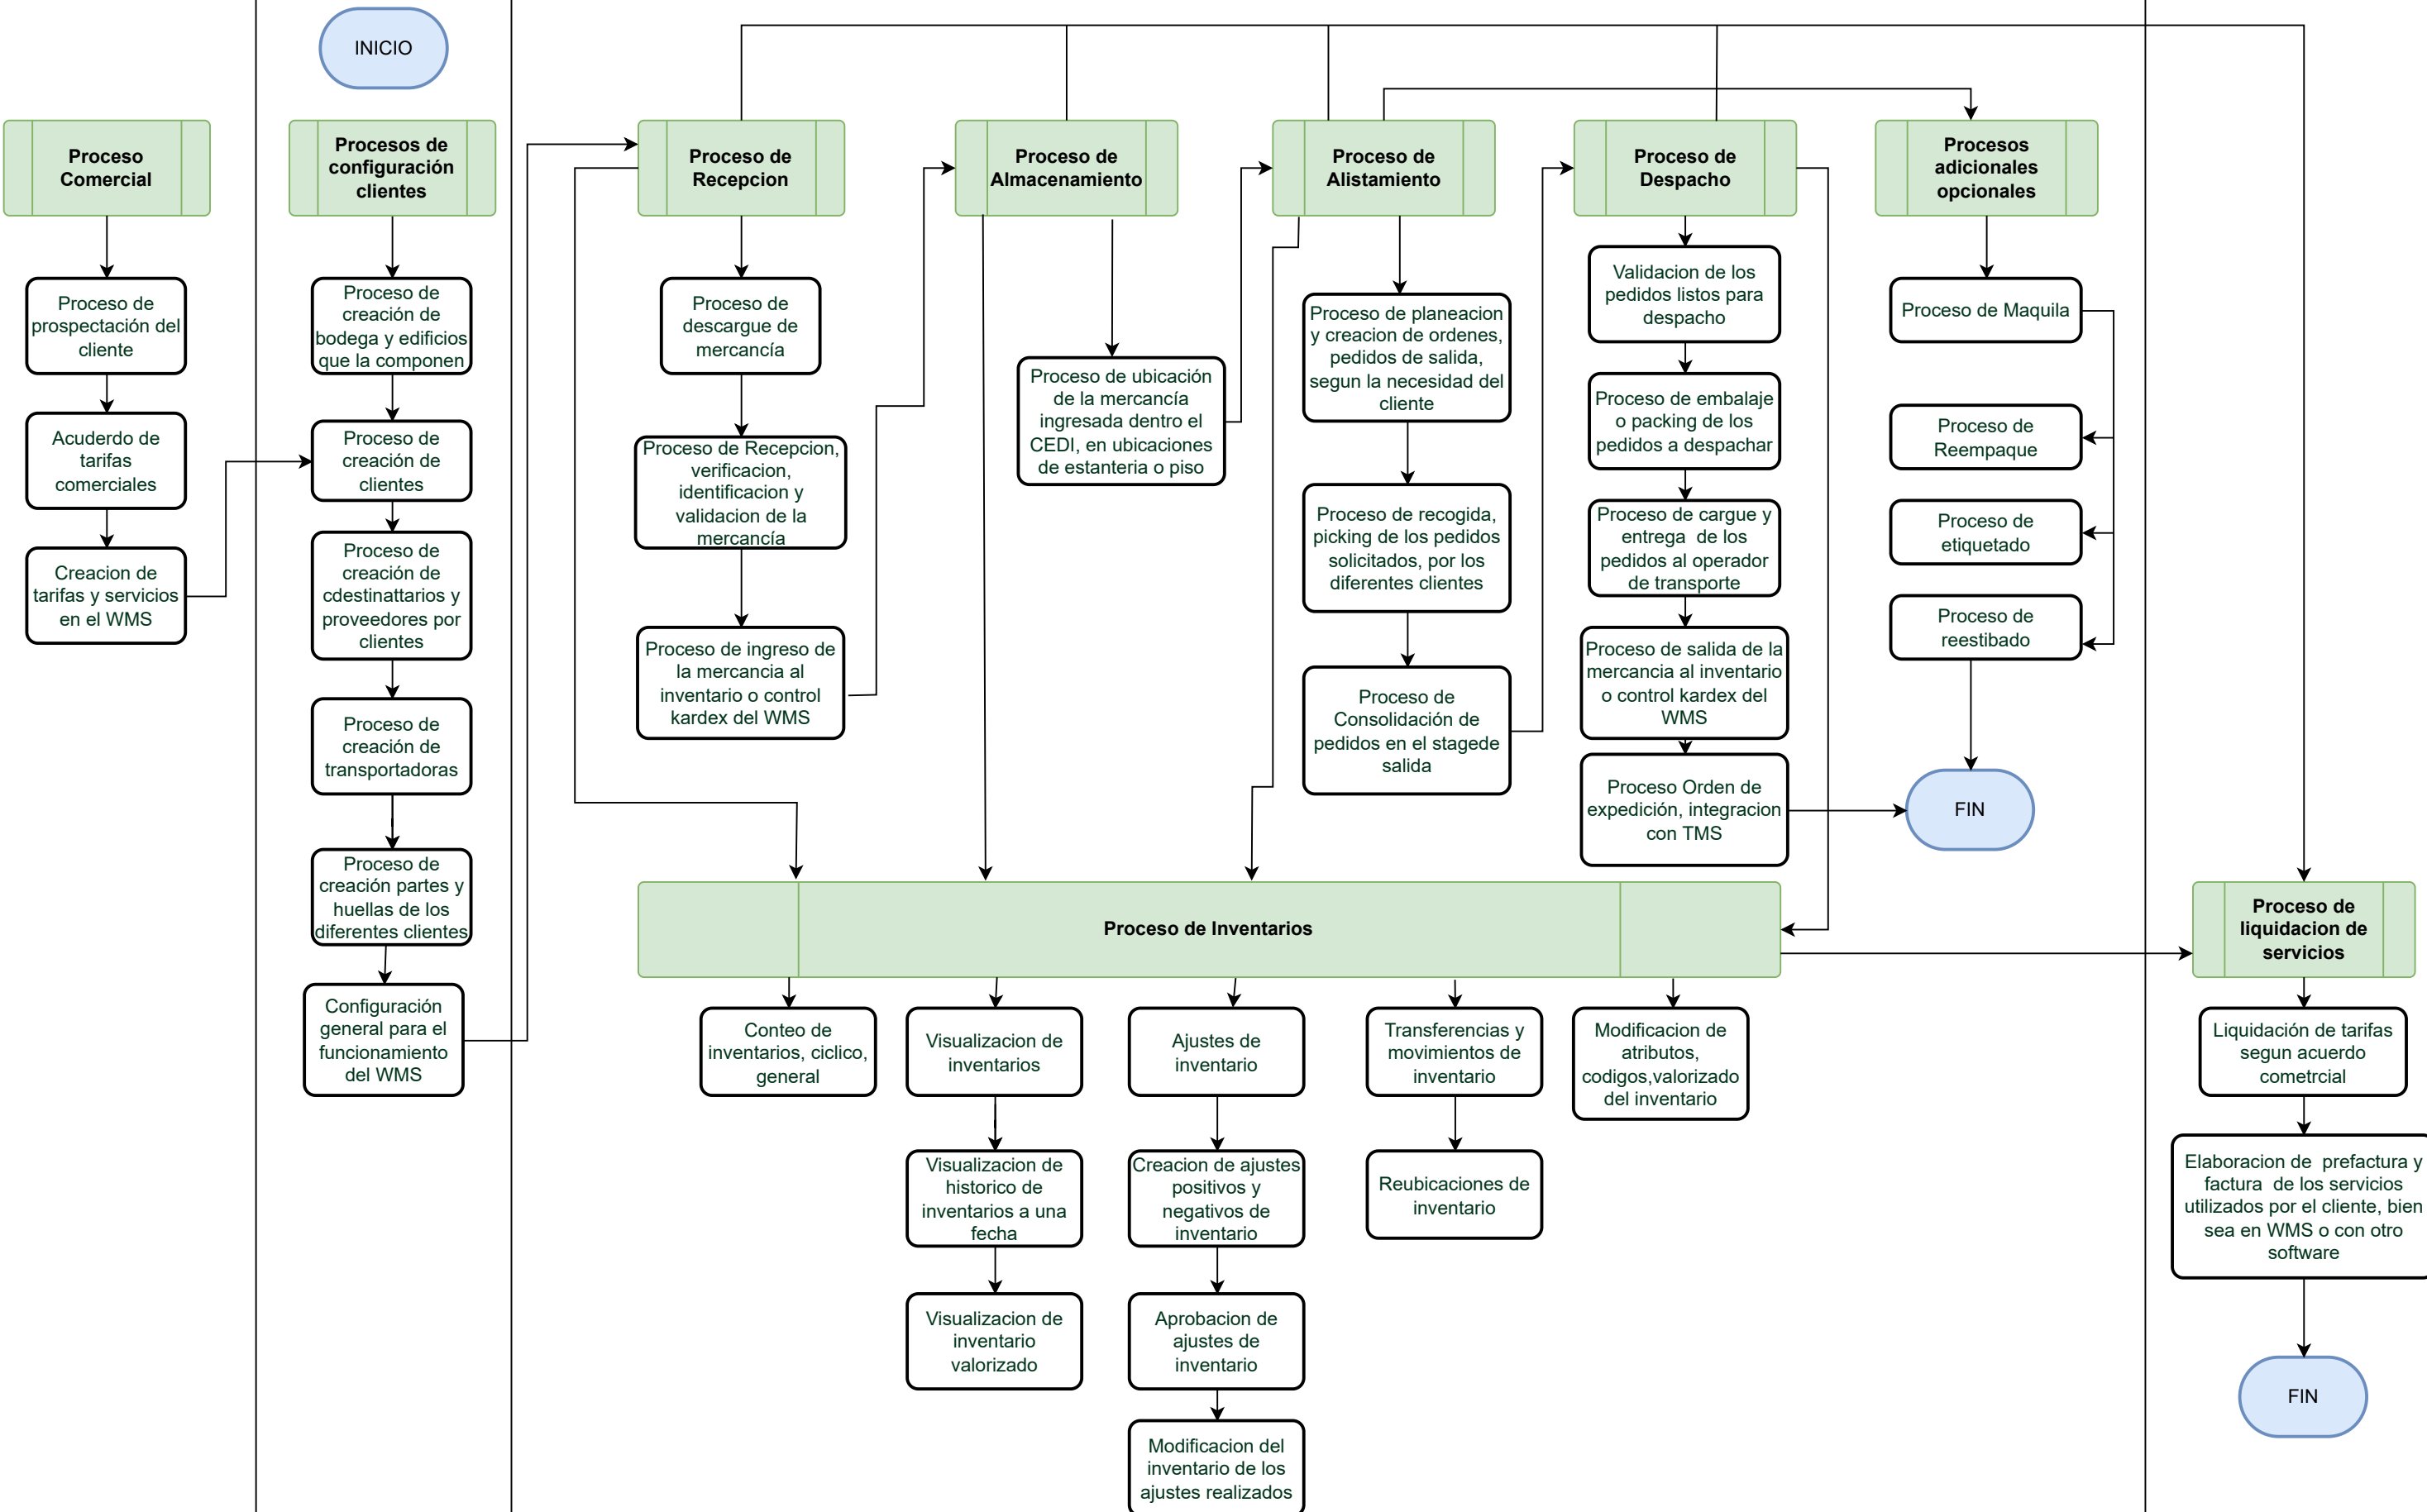 INICIO
Proceso
Comercial
Proceso de
prospectación del
cliente
Acuderdo de
tarifas
comerciales
Creacion de
tarifas y servicios
en el WMS
Procesos de
configuración
clientes
Proceso de
creación de
bodega y edificios
que la componen
Proceso de
creación de
clientes
Proceso de
creación de
cdestinattarios y
proveedores por
clientes
Proceso de
creación de
transportadoras
Proceso de
creación partes y
huellas de los
diferentes clientes
Configuración
general para el
funcionamiento
del WMS
Proceso de
Recepcion
Proceso de
descargue de
mercancía
Proceso de Recepcion,
verificacion,
identificacion y
validacion de la
mercancía
Proceso de ingreso de
la mercancia al
inventario o control
kardex del WMS
Proceso de
Almacenamiento
Proceso de ubicación
de la mercancía
ingresada dentro el
CEDI, en ubicaciones
de estanteria o piso
Proceso de
Alistamiento
Proceso de planeacion
y creacion de ordenes,
pedidos de salida,
segun la necesidad del
cliente
Proceso de recogida,
picking de los pedidos
solicitados, por los
diferentes clientes
Proceso de
Consolidación de
pedidos en el stagede
salida
Proceso de
Despacho
Validacion de los
pedidos listos para
despacho
Proceso de embalaje
o packing de los
pedidos a despachar
Proceso de cargue y
entrega  de los
pedidos al operador
de transporte
Proceso de salida de la
mercancia al inventario
o control kardex del
WMS
Proceso Orden de
expedición, integracion
con TMS
Procesos
adicionales
opcionales
Proceso de Maquila
Proceso de
Reempaque
Proceso de
etiquetado
Proceso de
reestibado
FIN
Proceso de Inventarios
Conteo de
inventarios, ciclico,
general
Visualizacion de
inventarios
Visualizacion de
historico de
inventarios a una
fecha
Visualizacion de
inventario
valorizado
Ajustes de
inventario
Creacion de ajustes
positivos y
negativos de
inventario
Aprobacion de
ajustes de
inventario
Modificacion del
inventario de los
ajustes realizados
Transferencias y
movimientos de
inventario
Reubicaciones de
inventario
Modificacion de
atributos,
codigos,valorizado
del inventario
Proceso de
liquidacion de
servicios
Liquidación de tarifas
segun acuerdo
cometrcial
Elaboracion de  prefactura y
factura  de los servicios
utilizados por el cliente, bien
sea en WMS o con otro
software
FIN